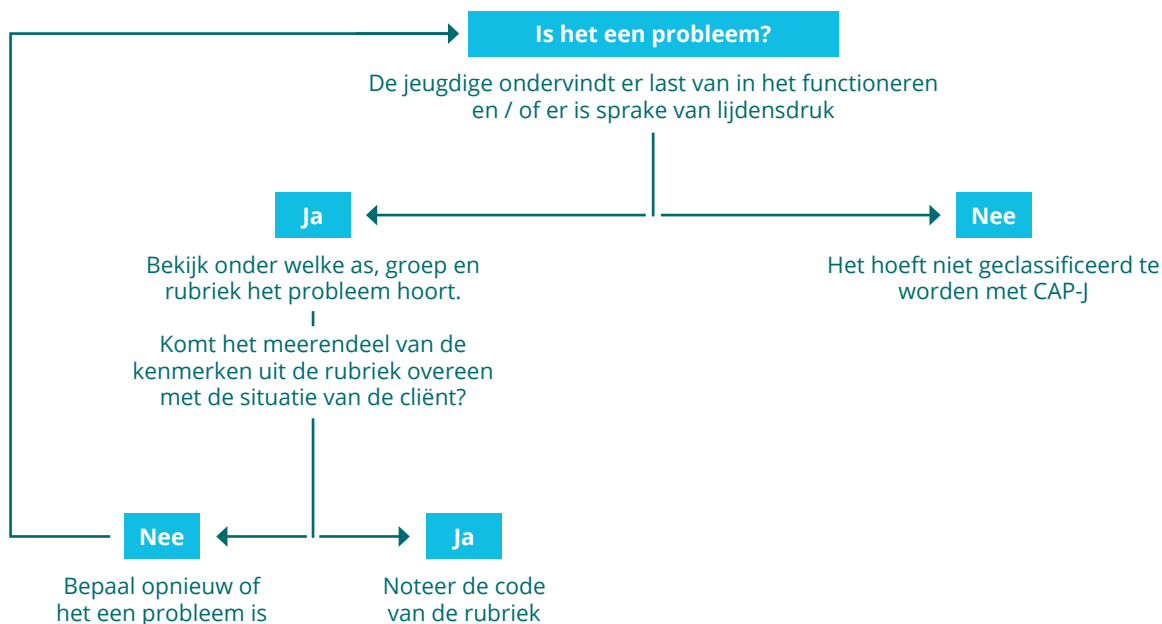 Is het een probleem?
De jeugdige ondervindt er last van in het functioneren
en / of er is sprake van lijdensdruk
Ja
Nee
Bekijk onder welke as, groep en
rubriek het probleem hoort.
Het hoeft niet geclassificeerd te
worden met CAP-J
Komt het meerendeel van de
kenmerken uit de rubriek overeen
met de situatie van de cliënt?
Nee
Ja
Bepaal opnieuw of
het een probleem is
Noteer de code
van de rubriek